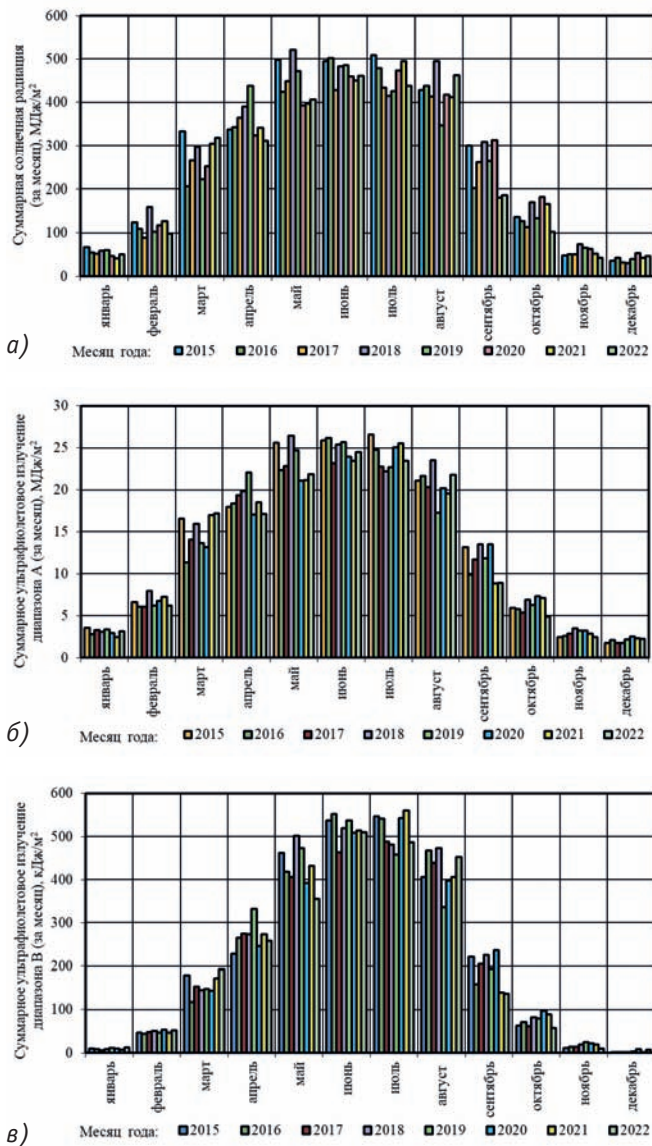 Суммарная солнечная радиация
(за месяц), МДж/м²
600
500
400
300
200
100
0
январь
февраль
март
апрель
май
июнь
июль
август
сентябрь
октябрь
ноябрь
декабрь
а)
Месяц года: 2015 2016 2017 2018 2019 2020 2021 2022
Суммарное ультрафиолетовое излучение
диапазона А (за месяц), МДж/м²
30
25
20
15
10
5
0
январь
февраль
март
апрель
май
июнь
июль
август
сентябрь
октябрь
ноябрь
декабрь
б)
Месяц года: 2015 2016 2017 2018 2019 2020 2021 2022
Суммарное ультрафиолетовое излучение
диапазона В (за месяц), кДж/м²
600
500
400
300
200
100
0
январь
февраль
март
апрель
май
июнь
июль
август
сентябрь
октябрь
ноябрь
декабрь
в)
Месяц года: 2015 2016 2017 2018 2019 2020 2021 2022